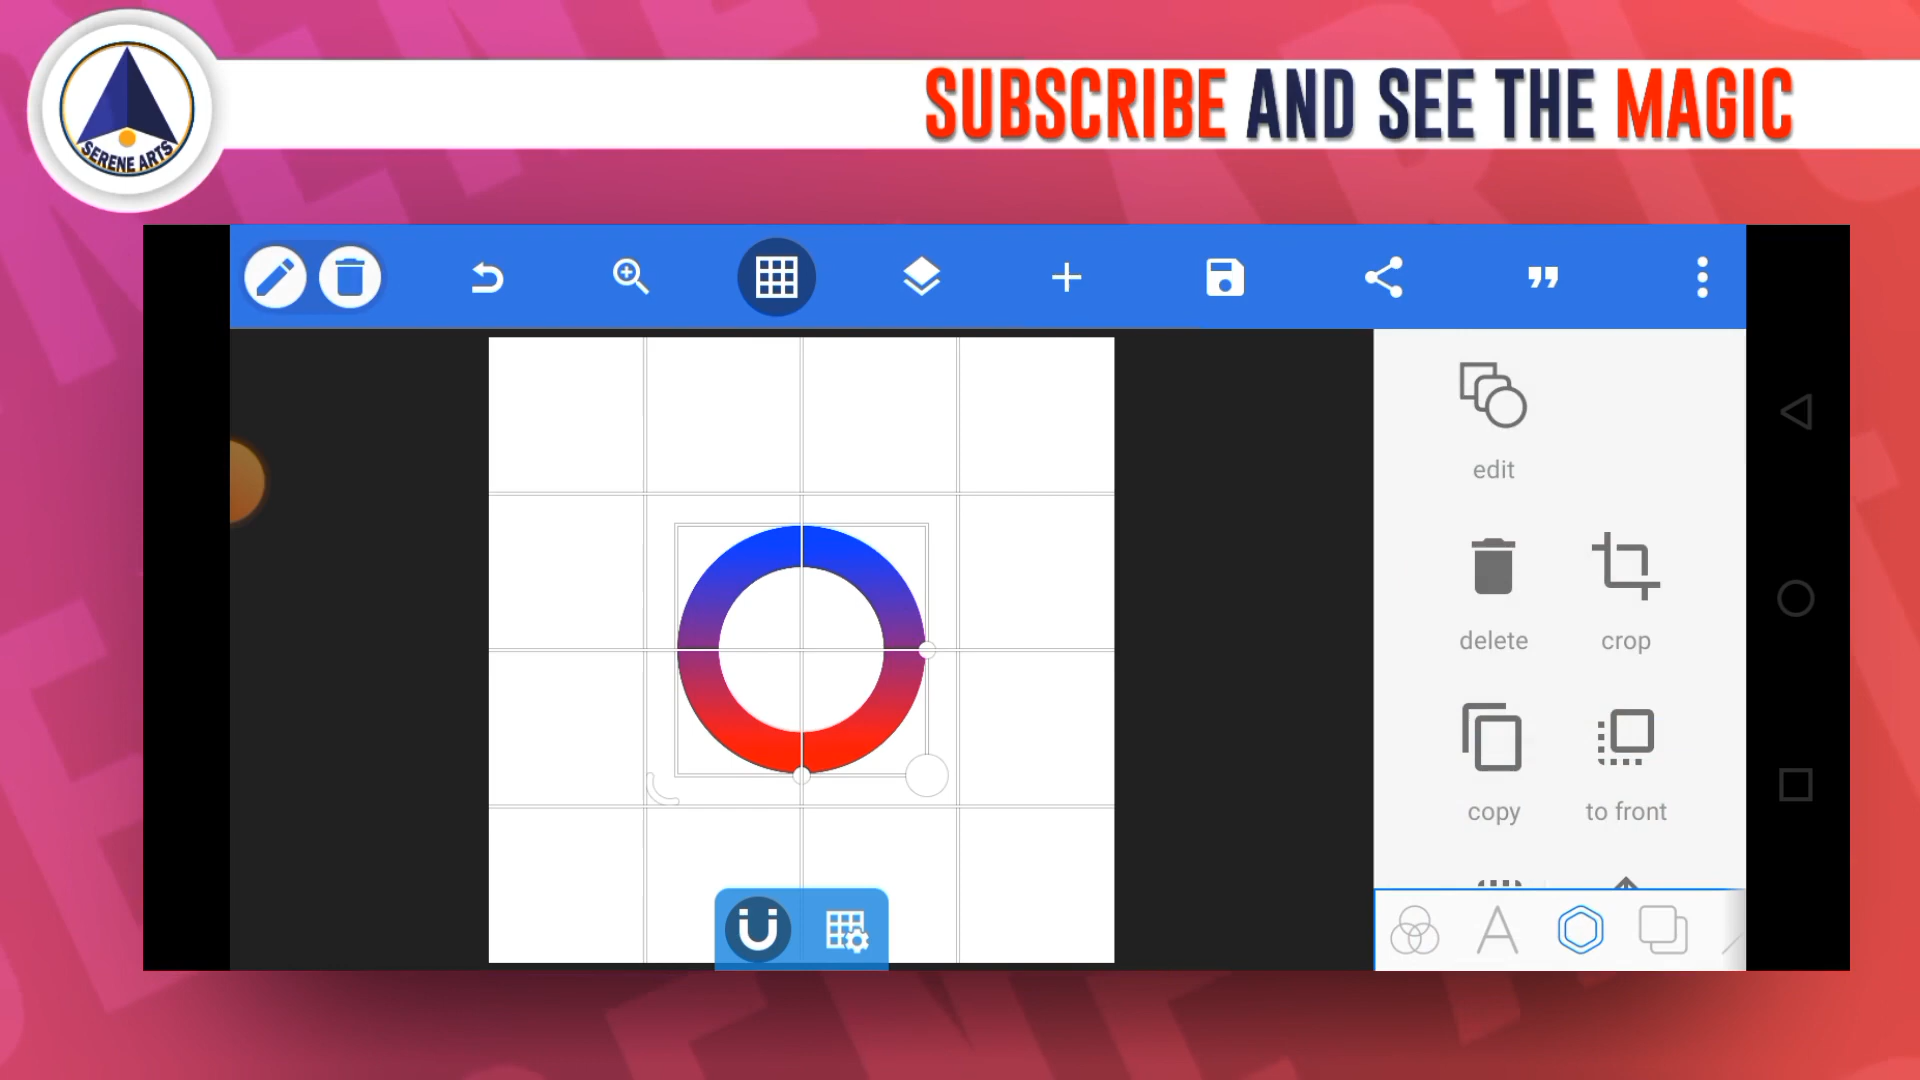 SUBSCRIBE AND SEE THE MAGIC
SERENE ARTS
edit
delete
crop
copy
to front